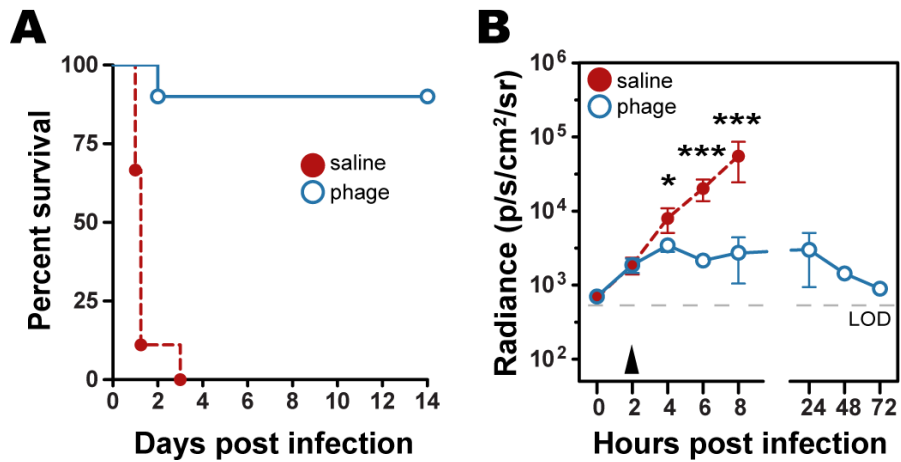 A
Percent survival
100
75
50
25
0
saline
phage
0 2 4 6 8 10 12 14
Days post infection
B
Radiance (p/s/cm²/sr)
10⁶
10⁵
10⁴
10³
10²
saline
phage
*
***
***
LOD
0 2 4 6 8 24 48 72
Hours post infection